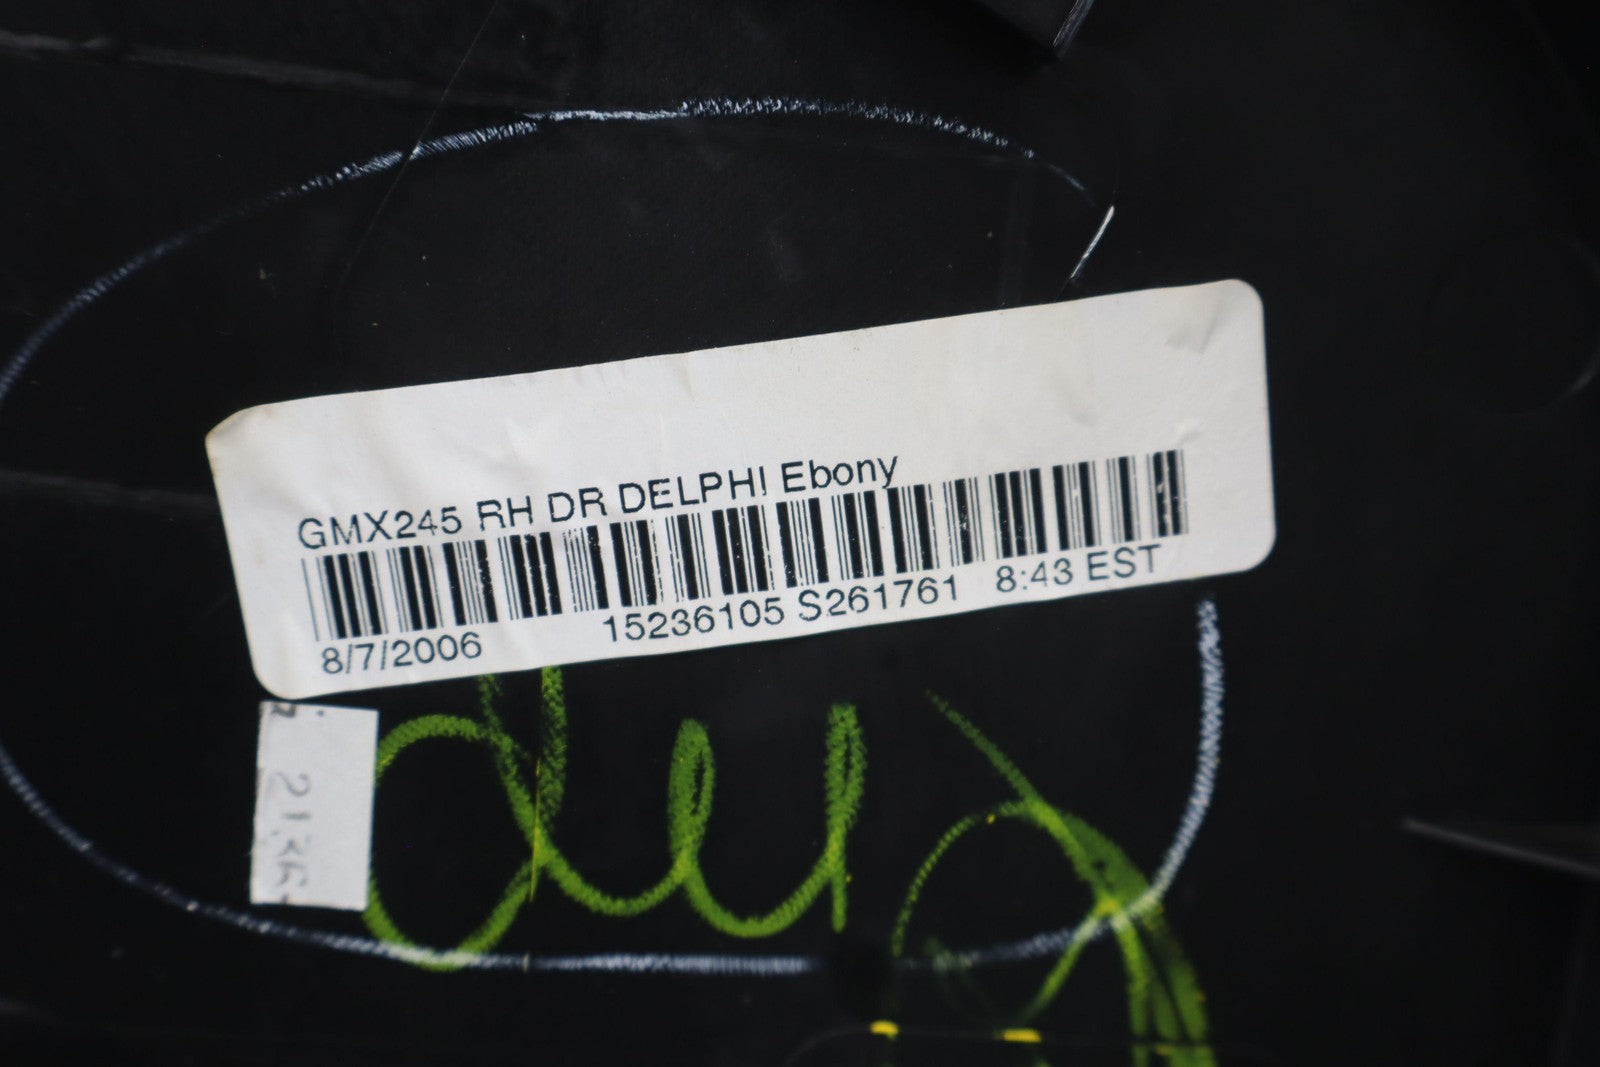 GMX245 RH DR DELPHI Ebony
15236105 S261761 8:43 EST
8/7/2006